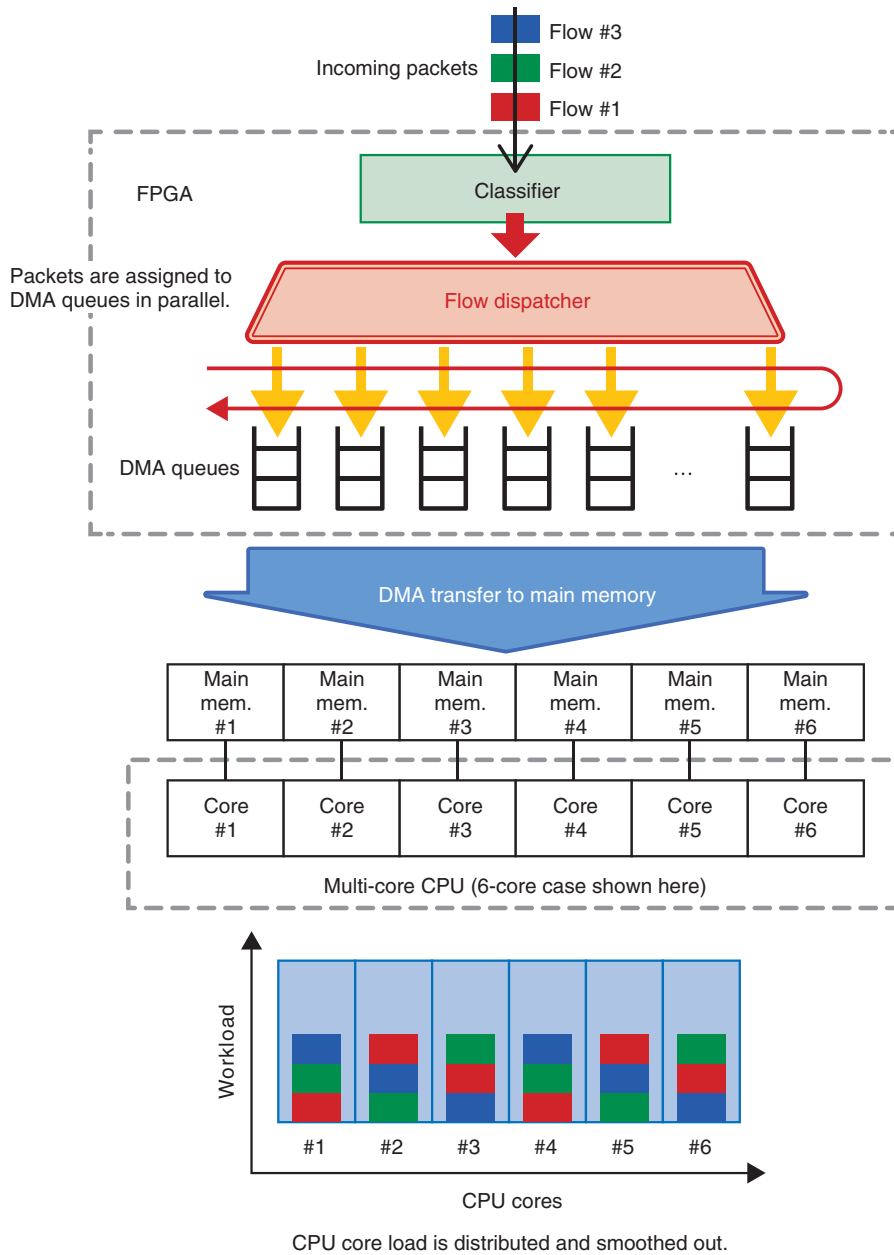 Flow #3
Incoming packets
Flow #2
Flow #1
FPGA
Classifier
Packets are assigned to
DMA queues in parallel.
Flow dispatcher
DMA queues
...
DMA transfer to main memory
Main mem. #1
Main mem. #2
Main mem. #3
Main mem. #4
Main mem. #5
Main mem. #6
Core #1
Core #2
Core #3
Core #4
Core #5
Core #6
Multi-core CPU (6-core case shown here)
Workload
#1 #2 #3 #4 #5 #6
CPU cores
CPU core load is distributed and smoothed out.